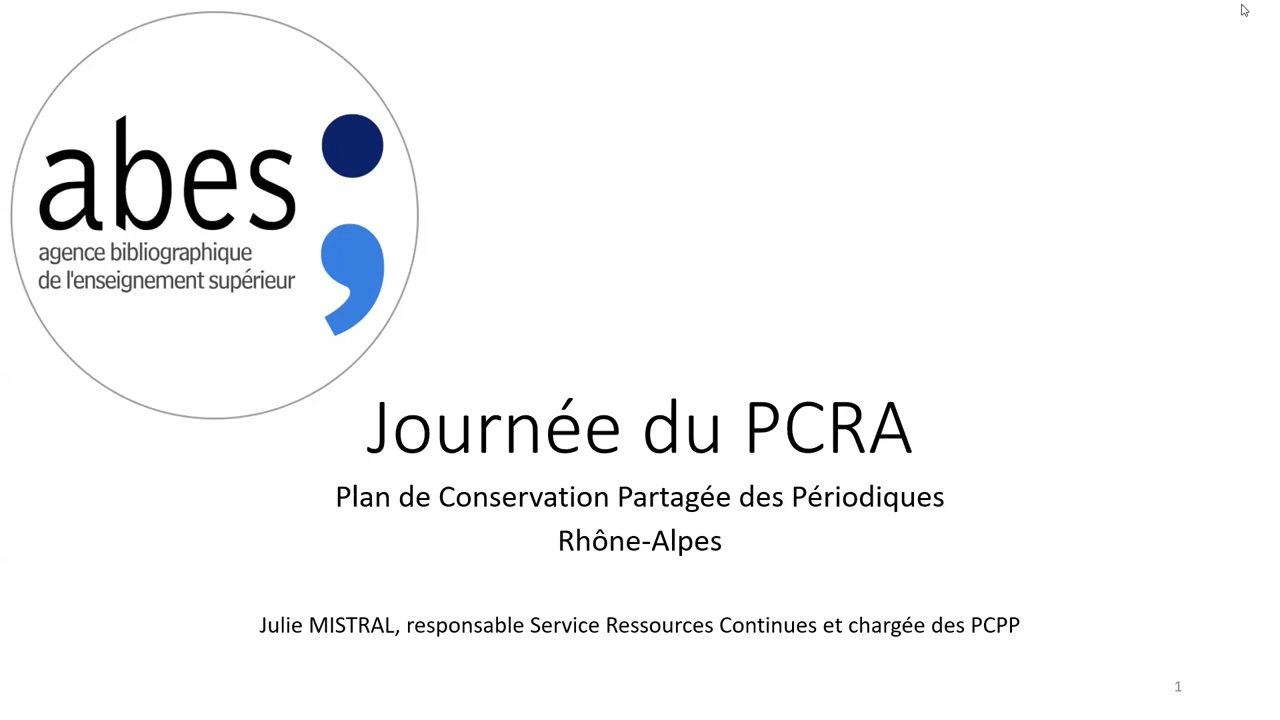 abes
agence bibliographique
de l'enseignement supérieur
Journée du PCRA
Plan de Conservation Partagée des Périodiques
Rhône-Alpes
Julie MISTRAL, responsable Service Ressources Continues et chargée des PCPP
1